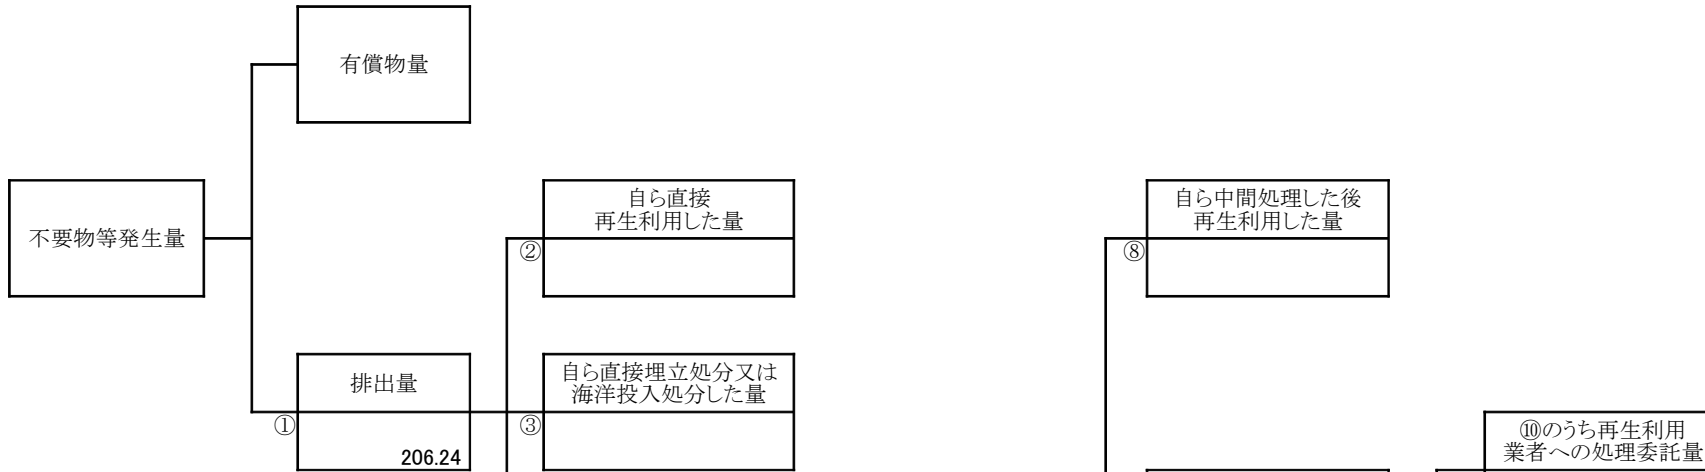 有償物量
不要物等発生量
自ら直接
再生利用した量
②
自ら中間処理した後
再生利用した量
⑧
排出量
①
206.24
自ら直接埋立処分又は
海洋投入処分した量
③
⑩のうち再生利用
業者への処理委託量